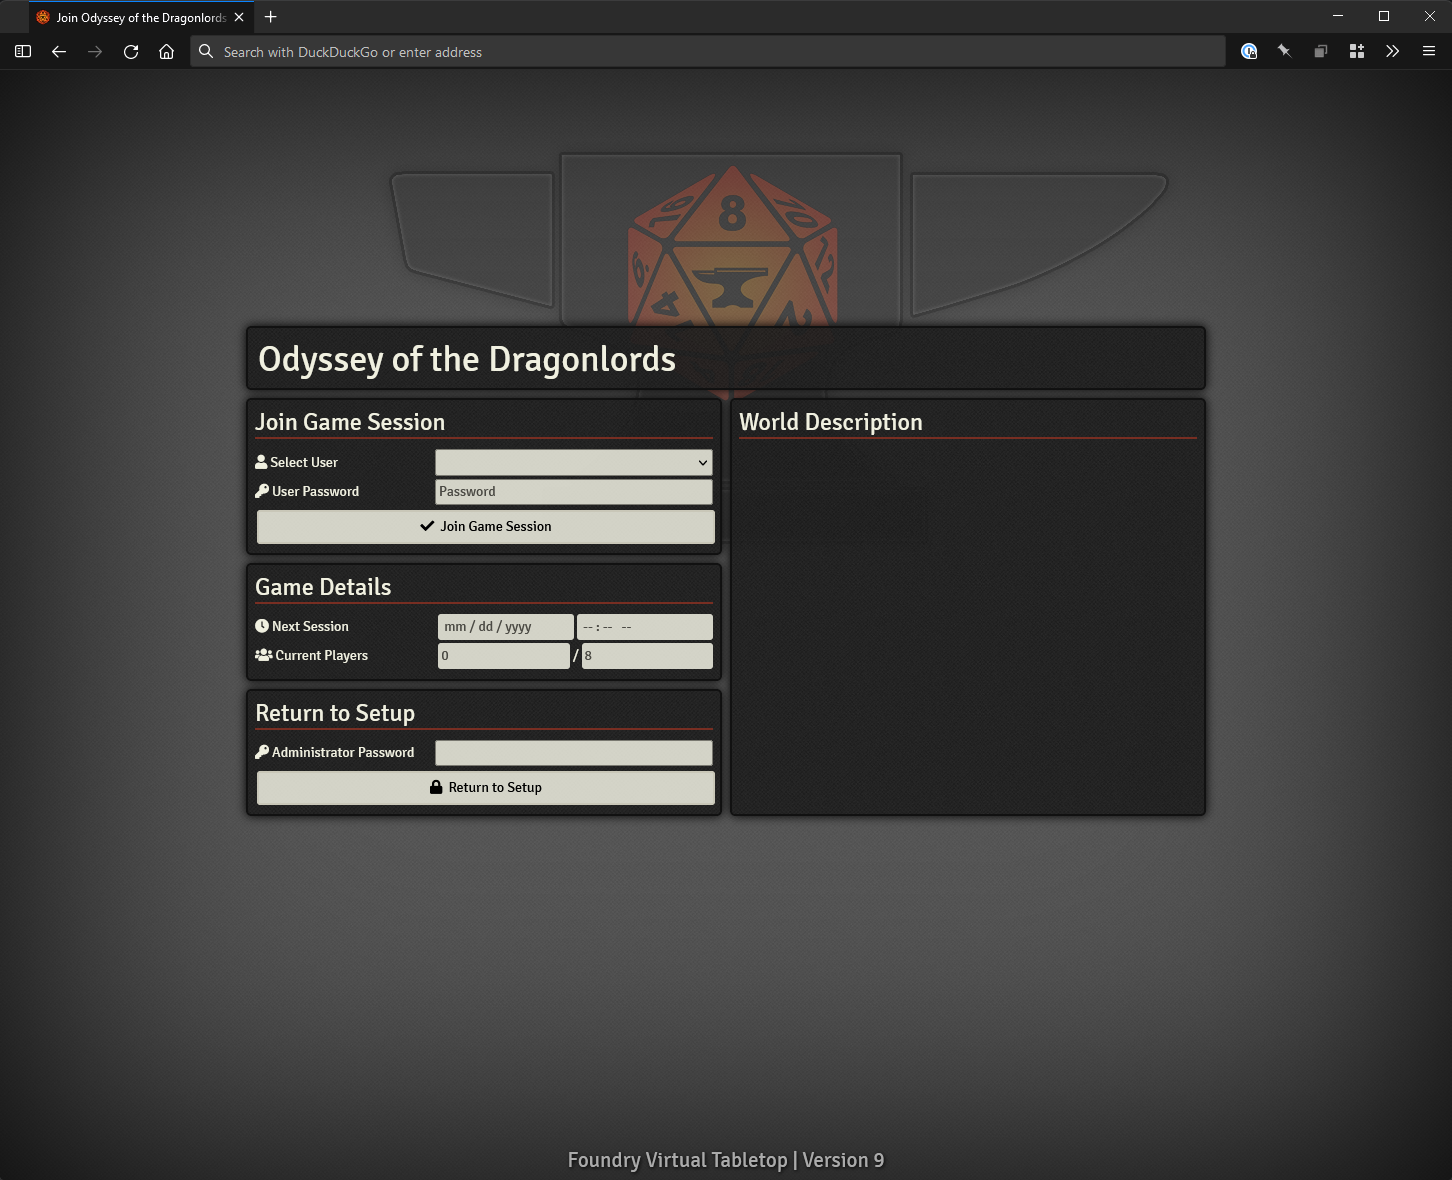 Join Odyssey of the Dragonlords
Search with DuckDuckGo or enter address
8
Odyssey of the Dragonlords
Join Game Session
Select User
User Password
Password
Join Game Session
Game Details
Next Session
mm / dd / yyyy
-- : -- --
Current Players
0 / 8
Return to Setup
Administrator Password
Return to Setup
World Description
Foundry Virtual Tabletop | Version 9